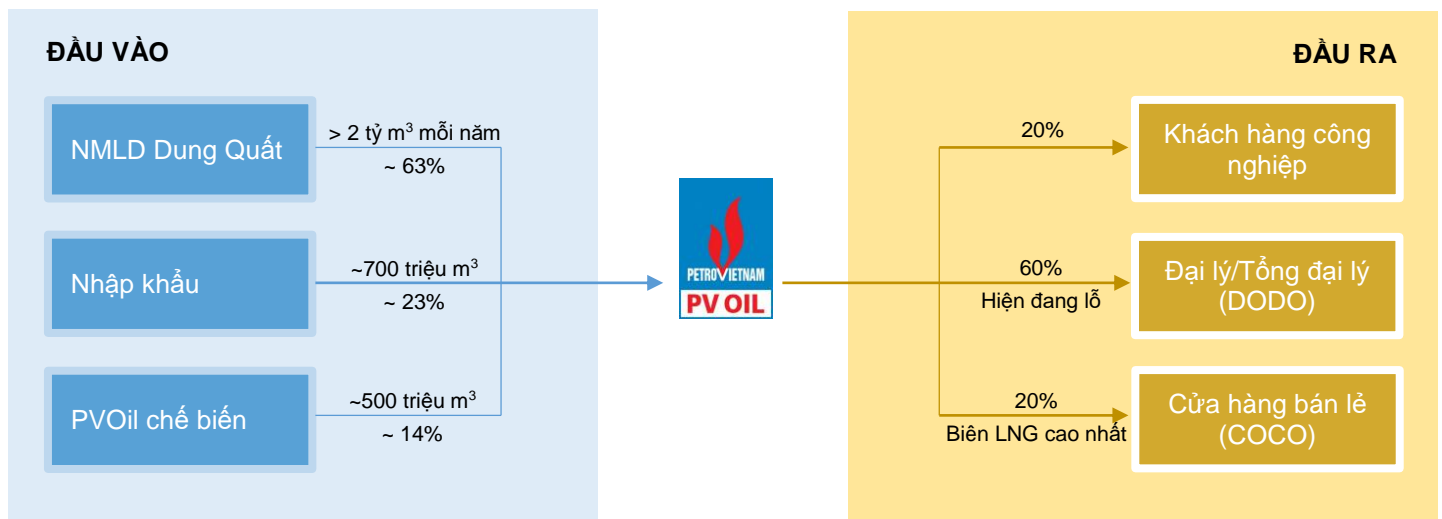 ĐẦU VÀO
NMLD Dung Quất
> 2 tỷ m³ mỗi năm
~ 63%
Nhập khẩu
~700 triệu m³
~ 23%
PVOil chế biến
~500 triệu m³
~ 14%
PETROVIETNAM
PV OIL
ĐẦU RA
20%
Khách hàng công
nghiệp
60%
Hiện đang lỗ
Đại lý/Tổng đại lý
(DODO)
20%
Biên LNG cao nhất
Cửa hàng bán lẻ
(COCO)